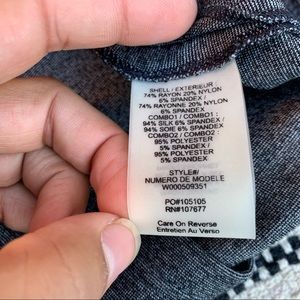 SHELL / EXTERIEUR :
74% RAYON 20% NYLON
6% SPANDEX /
74% RAYONNE 20% NYLON
6% SPANDEX
COMBO1 / COMBO1 :
94% SILK 6% SPANDEX /
94% SOIE 6% SPANDEX
COMBO2 / COMBO2 :
95% POLYESTER
5% SPANDEX /
95% POLYESTER
5% SPANDEX
STYLE#/
NUMERO DE MODELE
W000509351
PO#105105
RN#107677
Care On Reverse
Entretien Au Verso